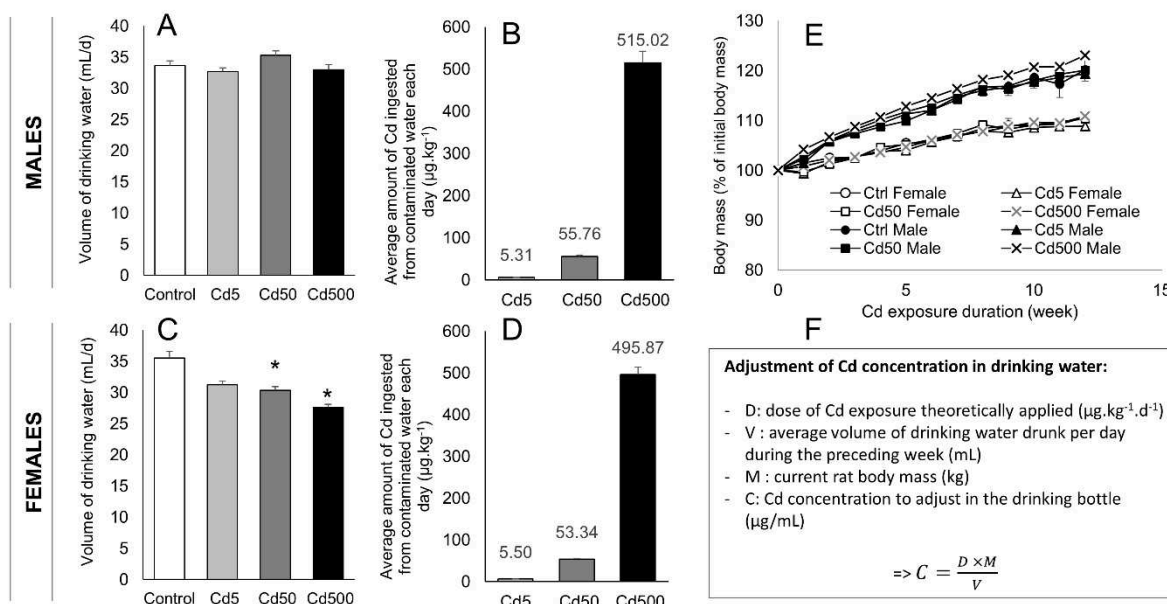 MALES
A
Volume of drinking water (mL/d)
40
35
30
25
20
15
10
5
0
Control Cd5 Cd50 Cd500
B
Average amount of Cd ingested
from contaminated water each
day (µg.kg⁻¹)
600
500
400
300
200
100
0
5.31
55.76
515.02
Cd5 Cd50 Cd500
E
Body mass (% of initial body mass)
130
120
110
100
90
80
Ctrl Female Cd5 Female
Cd50 Female Cd500 Female
Ctrl Male Cd5 Male
Cd50 Male Cd500 Male
0 5 10 15
Cd exposure duration (week)
FEMALES
C
Volume of drinking water (mL/d)
40
35
30
25
20
15
10
5
0
*
*
Control Cd5 Cd50 Cd500
D
Average amount of Cd ingested
from contaminated water each
day (µg.kg⁻¹)
600
500
400
300
200
100
0
5.50
53.34
495.87
Cd5 Cd50 Cd500
F
Adjustment of Cd concentration in drinking water:
- D: dose of Cd exposure theoretically applied (µg.kg⁻¹.d⁻¹)
- V : average volume of drinking water drunk per day
during the preceding week (mL)
- M : current rat body mass (kg)
- C: Cd concentration to adjust in the drinking bottle
(µg/mL)
=> C = D ×M / V